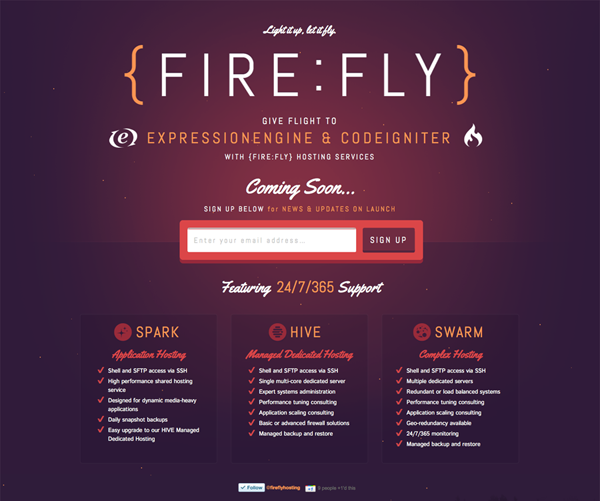 Light it up, let it fly.
{FIRE:FLY}
GIVE FLIGHT TO
EXPRESSIONENGINE & CODEIGNITER
WITH {FIRE:FLY} HOSTING SERVICES
Coming Soon...
SIGN UP BELOW for NEWS & UPDATES ON LAUNCH
Enter your email address...
SIGN UP
Featuring 24/7/365 Support
SPARK
Application Hosting
Shell and SFTP access via SSH
High performance shared hosting
service
Designed for dynamic media-heavy
applications
Daily snapshot backups
Easy upgrade to our HIVE Managed
Dedicated Hosting
HIVE
Managed Dedicated Hosting
Shell and SFTP access via SSH
Single multi-core dedicated server
Expert systems administration
Performance tuning consulting
Application scaling consulting
Basic or advanced firewall solutions
Managed backup and restore
SWARM
Complex Hosting
Shell and SFTP access via SSH
Multiple dedicated servers
Redundant or load balanced systems
Performance tuning consulting
Application scaling consulting
Geo-redundancy available
24/7/365 monitoring
Managed backup and restore
Follow @fireflyhosting +1 5 people +1'd this